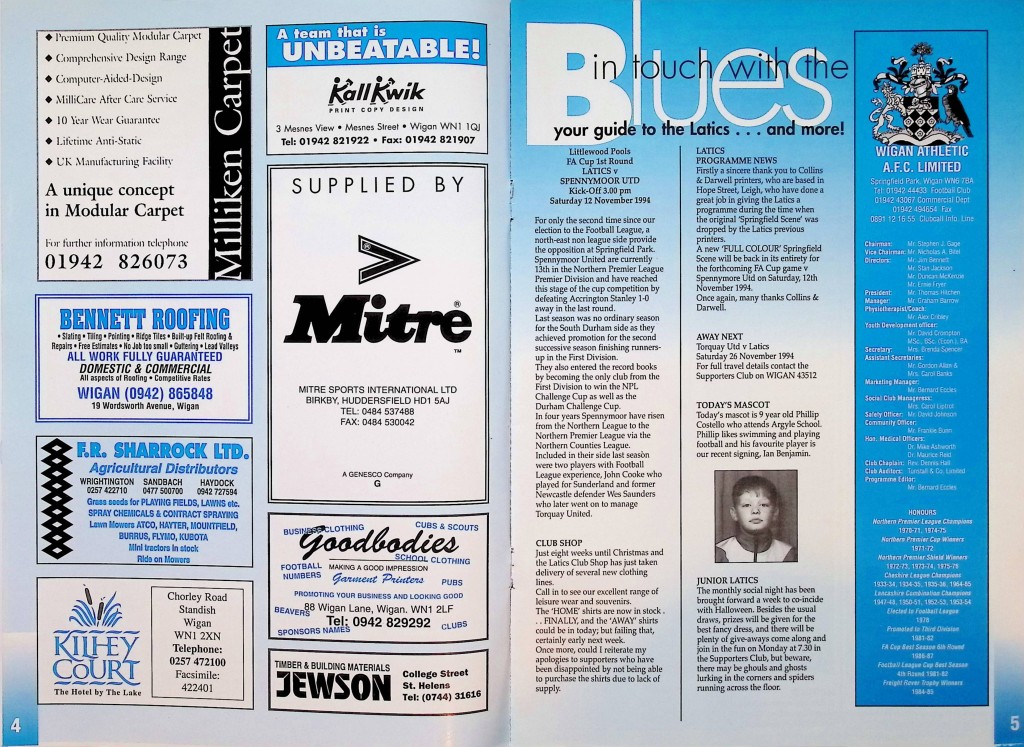 ◆ Premium Quality Modular Carpet
◆ Comprehensive Design Range
◆ Computer-Aided-Design
◆ MilliCare After Care Service
◆ 10 Year Wear Guarantee
◆ Lifetime Anti-Static
◆ UK Manufacturing Facility
A unique concept
in Modular Carpet
For further information telephone
01942 826073
Milliken Carpet
BENNETT ROOFING
• Slating • Tiling • Pointing • Ridge Tiles • Built-up Felt Roofing &
Repairs • Free Estimates • No Job too small • Guttering • Lead Valleys
ALL WORK FULLY GUARANTEED
DOMESTIC & COMMERCIAL
All aspects of Roofing • Competitive Rates
WIGAN (0942) 865848
19 Wordsworth Avenue, Wigan
F.R. SHARROCK LTD.
Agricultural Distributors
WRIGHTINGTON SANDBACH HAYDOCK
0257 422710 0477 500700 0942 727594
Grass seeds for PLAYING FIELDS, LAWNS etc.
SPRAY CHEMICALS & CONTRACT SPRAYING
Lawn Mowers ATCO, HAYTER, MOUNTFIELD,
BURRUS, FLYMO, KUBOTA
Mini tractors in stock
Ride on Mowers
KILHEY
COURT
The Hotel by The Lake
Chorley Road
Standish
Wigan
WN1 2XN
Telephone:
0257 472100
Facsimile:
422401
4
A team that is
UNBEATABLE!
KallKwik
PRINT COPY DESIGN
3 Mesnes View • Mesnes Street • Wigan WN1 1QJ
Tel: 01942 821922 • Fax: 01942 821907
SUPPLIED BY
Mitre
® ™
MITRE SPORTS INTERNATIONAL LTD
BIRKBY, HUDDERSFIELD HD1 5AJ
TEL: 0484 537488
FAX: 0484 530042
A GENESCO Company
G
BUSINESS CLOTHING
CUBS & SCOUTS
Goodbodies
SCHOOL CLOTHING
FOOTBALL
NUMBERS
MAKING A GOOD IMPRESSION
Garment Printers
PUBS
PROMOTING YOUR BUSINESS AND LOOKING GOOD
BEAVERS
88 Wigan Lane, Wigan. WN1 2LF
Tel: 0942 829292
SPONSORS NAMES
CLUBS
TIMBER & BUILDING MATERIALS
JEWSON
College Street
St. Helens
Tel: (0744) 31616
Blues
in touch with the
your guide to the Latics . . . and more!
Littlewood Pools
FA Cup 1st Round
LATICS v
SPENNYMOOR UTD
Kick-Off 3.00 pm
Saturday 12 November 1994
For only the second time since our
election to the Football League, a
north-east non league side provide
the opposition at Springfield Park.
Spennymoor United are currently
13th in the Northern Premier League
Premier Division and have reached
this stage of the cup competition by
defeating Accrington Stanley 1-0
away in the last round.
Last season was no ordinary season
for the South Durham side as they
achieved promotion for the second
successive season finishing runners-
up in the First Division.
They also entered the record books
by becoming the only club from the
First Division to win the NPL
Challenge Cup as well as the
Durham Challenge Cup.
In four years Spennymoor have risen
from the Northern League to the
Northern Premier League via the
Northern Counties League.
Included in their side last season
were two players with Football
League experience, John Cooke who
played for Sunderland and former
Newcastle defender Wes Saunders
who later went on to manage
Torquay United.
CLUB SHOP
Just eight weeks until Christmas and
the Latics Club Shop has just taken
delivery of several new clothing
lines.
Call in to see our excellent range of
leisure wear and souvenirs.
The 'HOME' shirts are now in stock .
. . FINALLY, and the 'AWAY' shirts
could be in today; but failing that,
certainly early next week.
Once more, could I reiterate my
apologies to supporters who have
been disappointed by not being able
to purchase the shirts due to lack of
supply.
LATICS
PROGRAMME NEWS
Firstly a sincere thank you to Collins
& Darwell printers, who are based in
Hope Street, Leigh, who have done a
great job in giving the Latics a
programme during the time when
the original 'Springfield Scene' was
dropped by the Latics previous
printers.
A new 'FULL COLOUR' Springfield
Scene will be back in its entirety for
the forthcoming FA Cup game v
Spennymore Utd on Saturday, 12th
November 1994.
Once again, many thanks Collins &
Darwell.
AWAY NEXT
Torquay Utd v Latics
Saturday 26 November 1994
For full travel details contact the
Supporters Club on WIGAN 43512
TODAY'S MASCOT
Today's mascot is 9 year old Phillip
Costello who attends Argyle School.
Phillip likes swimming and playing
football and his favourite player is
our recent signing, Ian Benjamin.
JUNIOR LATICS
The monthly social night has been
brought forward a week to co-incide
with Halloween. Besides the usual
draws, prizes will be given for the
best fancy dress, and there will be
plenty of give-aways come along and
join in the fun on Monday at 7.30 in
the Supporters Club, but beware,
there may be ghouls and ghosts
lurking in the corners and spiders
running across the floor.
WIGAN ATHLETIC
A.F.C. LIMITED
Springfield Park, Wigan WN6 7BA
Tel: 01942 44433 Football Club
01942 43067 Commercial Dept
01942 494654 Fax
0891 12 16 55 Clubcall Info. Line
Chairman: Mr. Stephen J. Gage
Vice Chairman: Mr. Nicholas A. Bitel
Directors: Mr. Jim Bennett
Mr. Stan Jackson
Mr. Duncan McKenzie
Mr. Ernie Fryer
President: Mr. Thomas Hitchen
Manager: Mr. Graham Barrow
Physiotherapist/Coach:
Mr. Alex Cribley
Youth Development officer:
Mr. David Crompton
MSc., BSc. (Econ.), BA
Secretary: Mrs. Brenda Spencer
Assistant Secretaries:
Mr. Gordon Allen &
Mrs. Carol Banks
Marketing Manager:
Mr. Bernard Eccles
Social Club Manageress:
Mrs. Carol Liptrot
Safety Officer: Mr. David Johnson
Community Officer:
Mr. Frankie Bunn
Hon. Medical Officers:
Dr. Mike Ashworth
Dr. Maurice Reid
Club Chaplain: Rev. Dennis Hall
Club Auditors: Tunstall & Co. Limited
Programme Editor:
Mr. Bernard Eccles
HONOURS
Northern Premier League Champions
1970-71, 1974-75
Northern Premier Cup Winners
1971-72
Northern Premier Shield Winners
1972-73, 1973-74, 1975-76
Cheshire League Champions
1933-34, 1934-35, 1935-36, 1964-65
Lancashire Combination Champions
1947-48, 1950-51, 1952-53, 1953-54
Elected to Football League
1978
Promoted to Third Division
1981-82
FA Cup Best Season 6th Round
1986-87
Football League Cup Best Season
4th Round 1981-82
Freight Rover Trophy Winners
1984-85
5